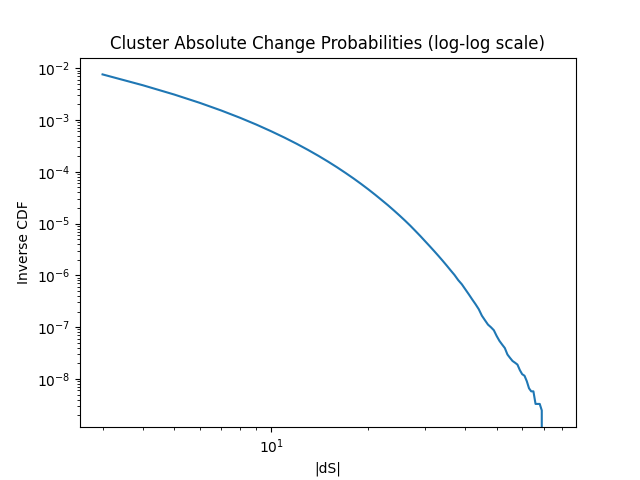 Cluster Absolute Change Probabilities (log-log scale)
10⁻²
10⁻³
10⁻⁴
10⁻⁵
10⁻⁶
10⁻⁷
10⁻⁸
Inverse CDF
10¹
|dS|